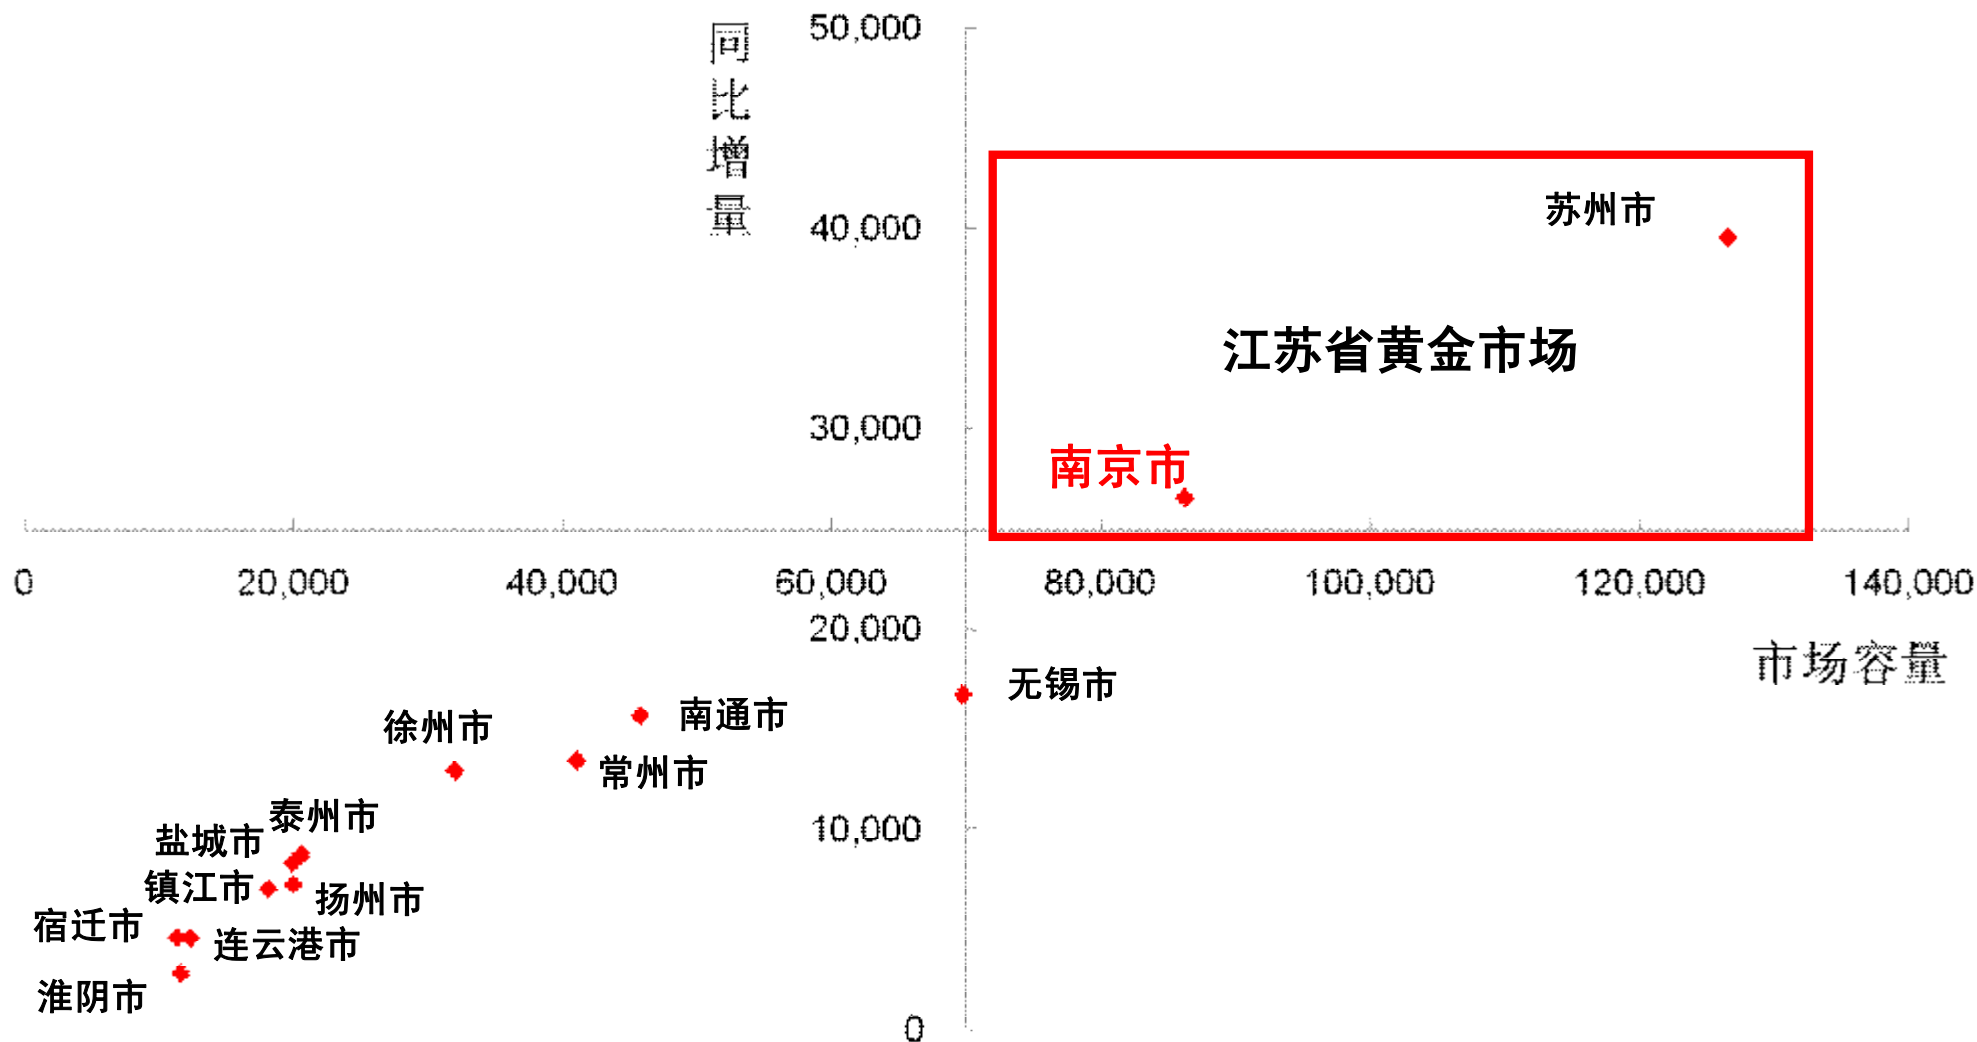 同比增量
50,000
40,000
苏州市
江苏省黄金市场
30,000
南京市
0 20,000 40,000 60,000 80,000 100,000 120,000 140,000
20,000
市场容量
无锡市
南通市
徐州市
常州市
泰州市
10,000
盐城市
镇江市
扬州市
宿迁市
连云港市
淮阴市
0